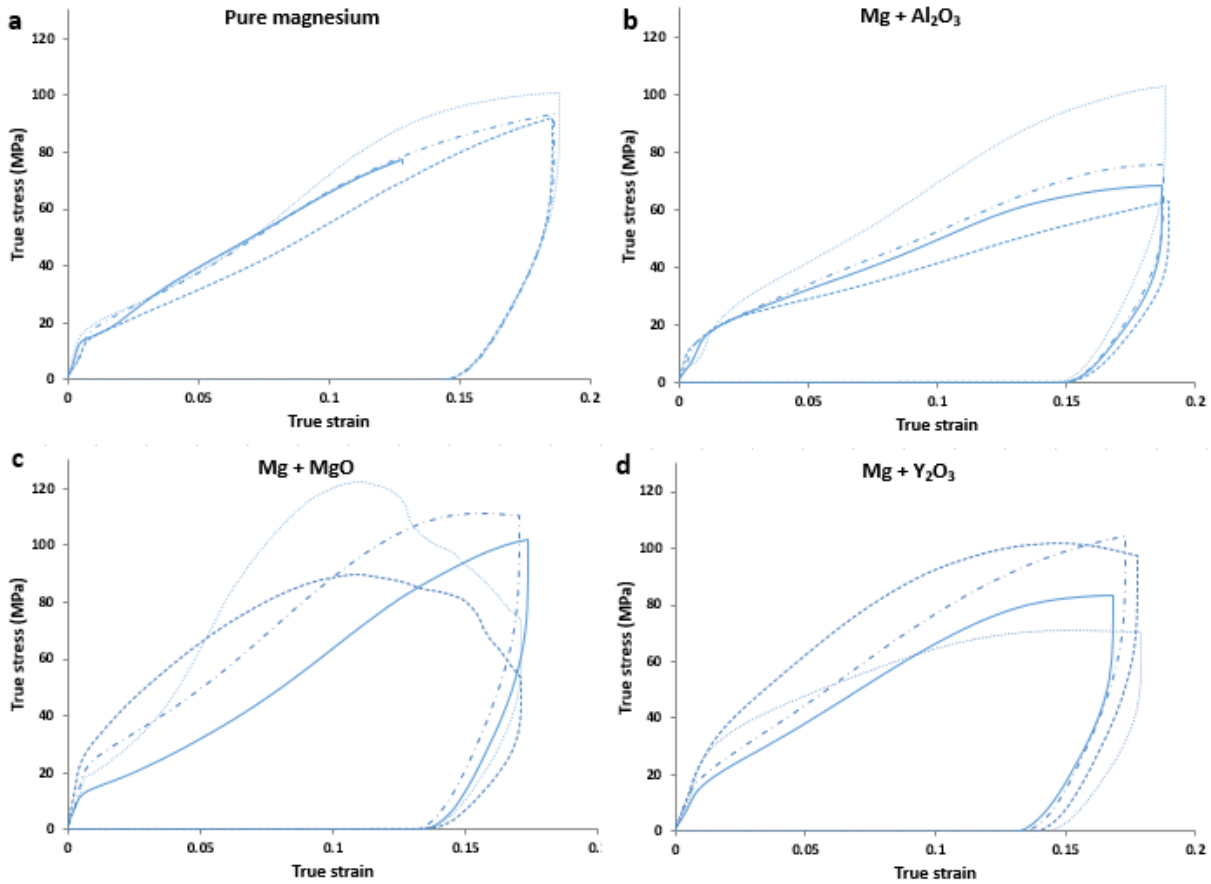 a
Pure magnesium
120
100
80
60
40
20
0
True stress (MPa)
0 0.05 0.1 0.15 0.2
True strain
b
Mg + Al₂O₃
120
100
80
60
40
20
0
True stress (MPa)
0 0.05 0.1 0.15 0.2
True strain
c
Mg + MgO
120
100
80
60
40
20
0
True stress (MPa)
0 0.05 0.1 0.15 0.
True strain
d
Mg + Y₂O₃
120
100
80
60
40
20
0
True stress (MPa)
0 0.05 0.1 0.15 0.2
True strain